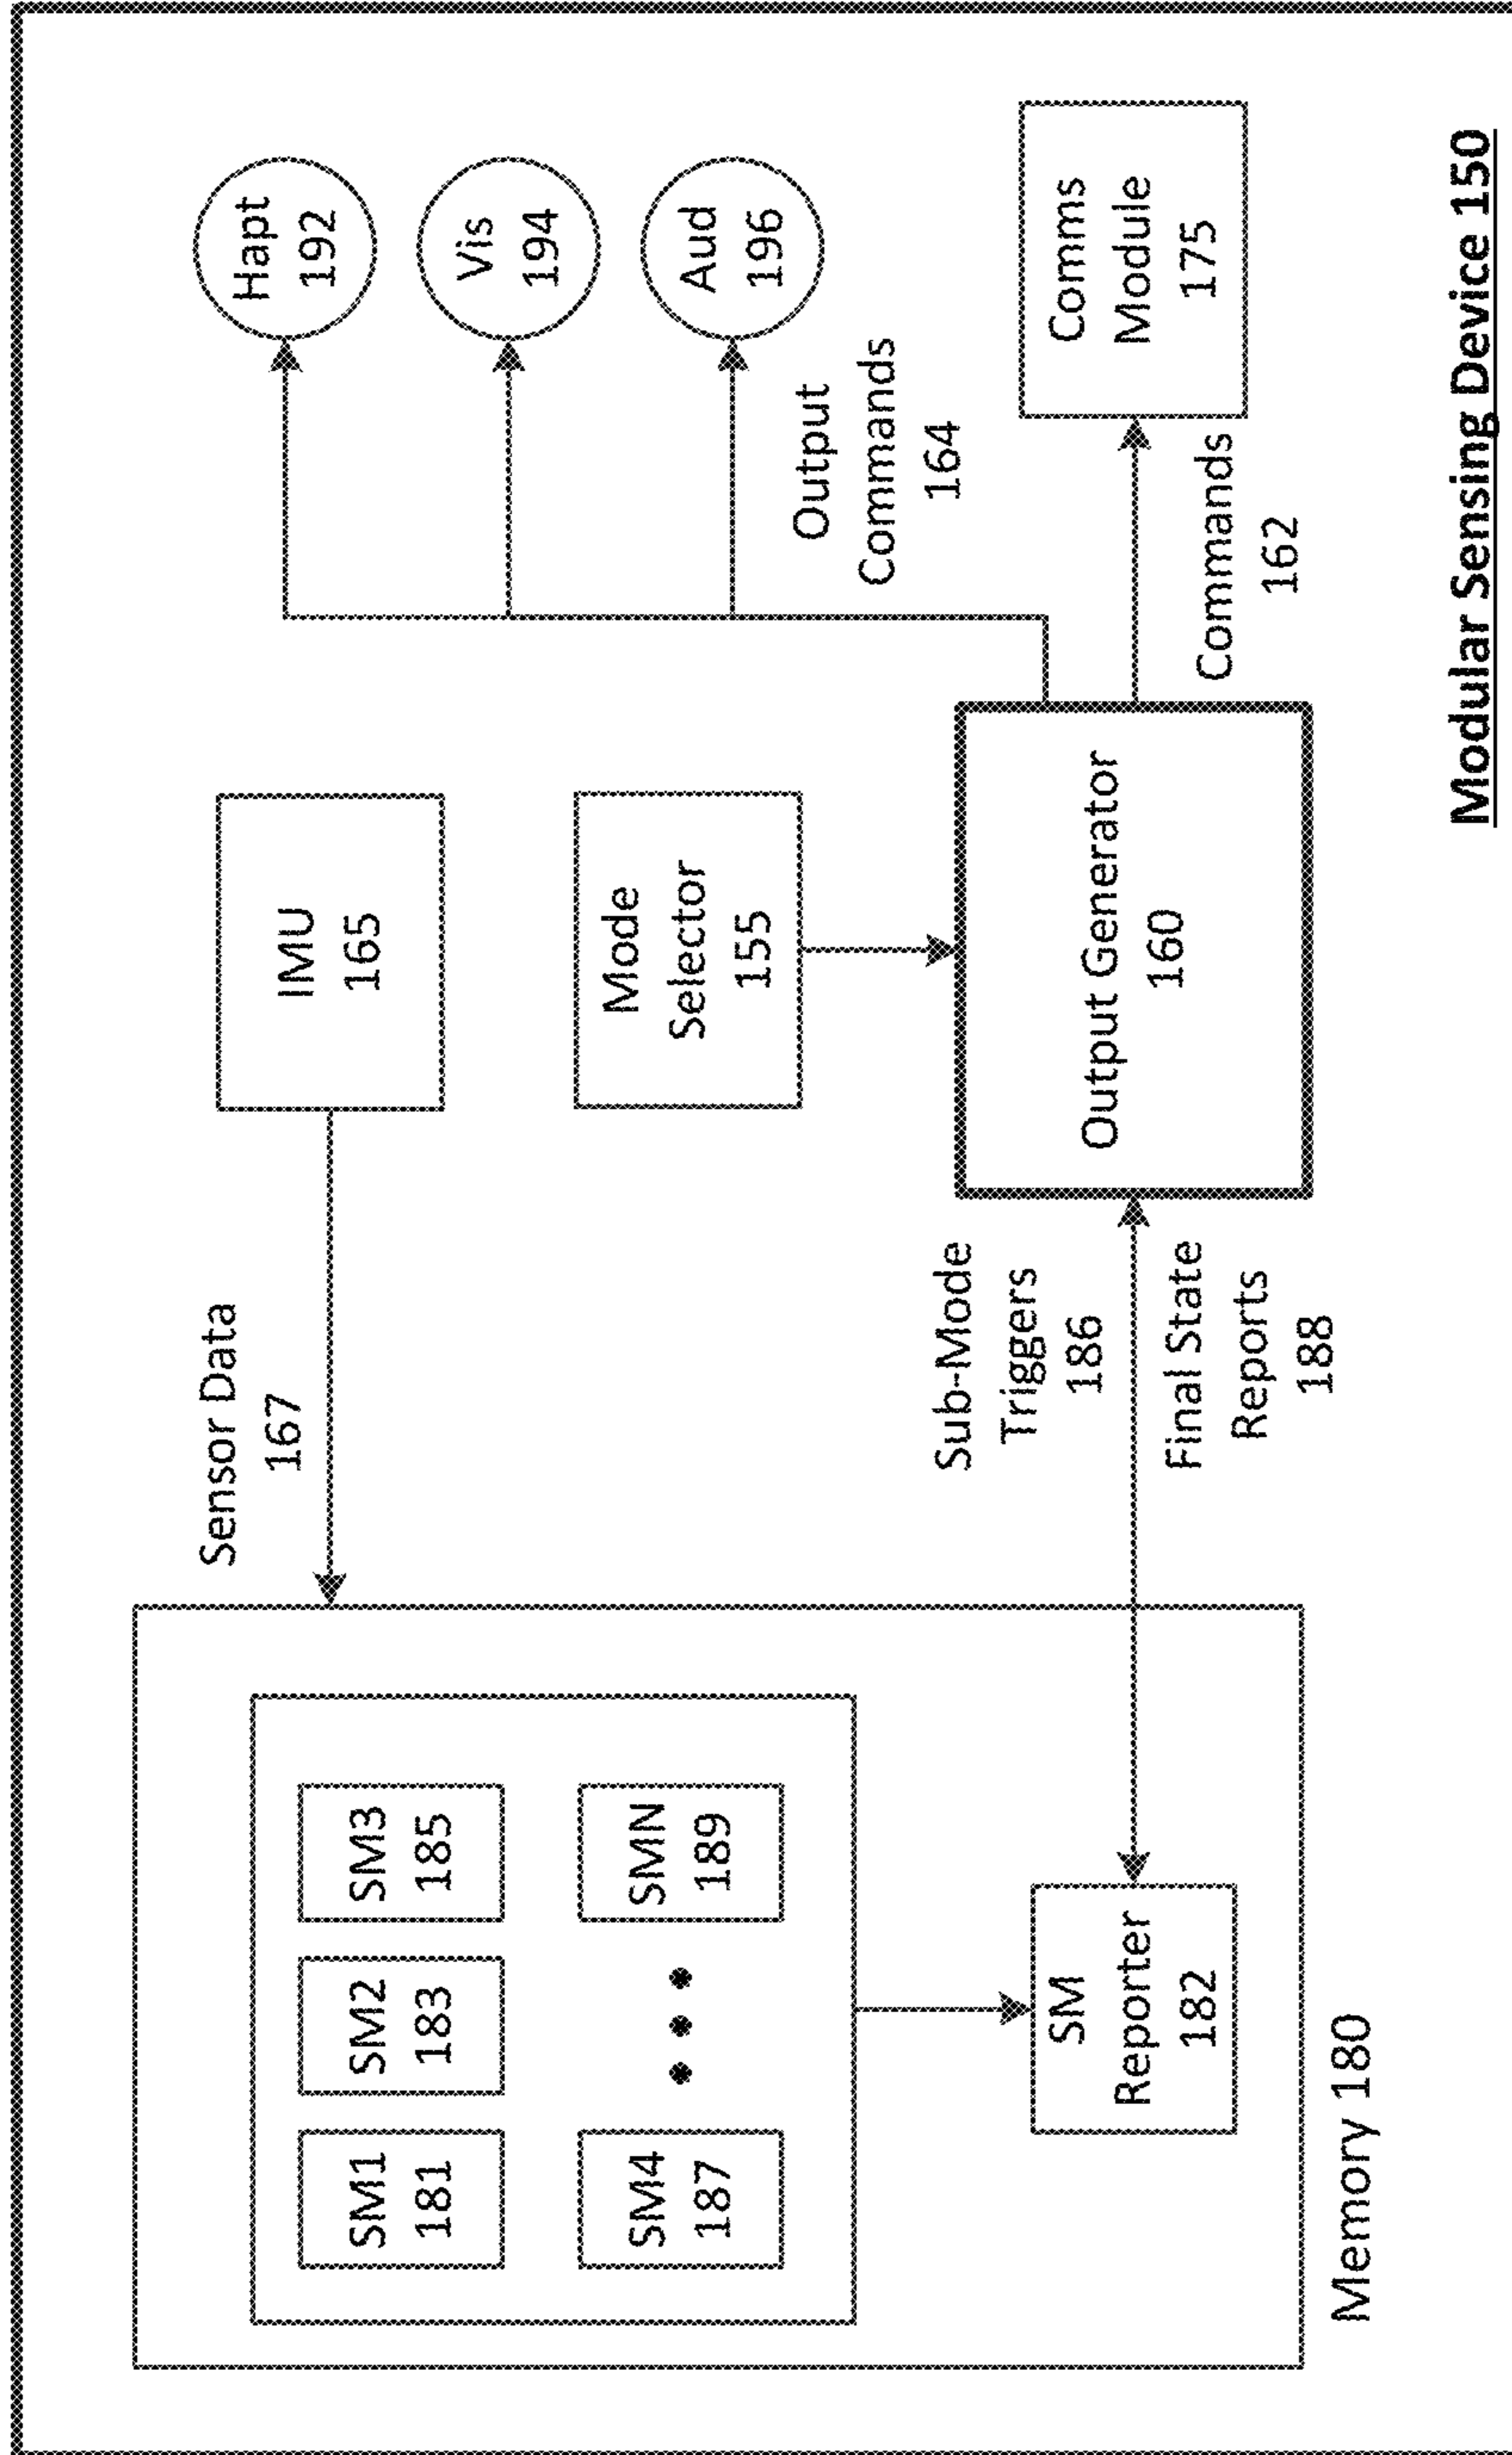 SM1
181
SM2
183
SM3
185
SM4
187
SMN
189
SM
Reporter
182
Memory 180
Sensor Data
167
IMU
165
Mode
Selector
155
Sub-Mode
Triggers
186
Final State
Reports
188
Output Generator
160
Hapt
192
Vis
194
Aud
196
Output
Commands
164
Comms
Module
175
Commands
162
Modular Sensing Device 150